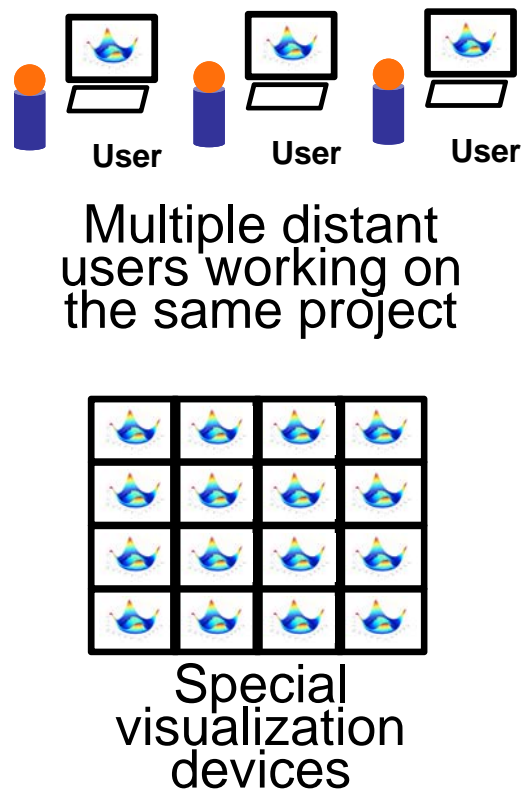 User
User
User
Multiple distant
users working on
the same project
Special
visualization
devices